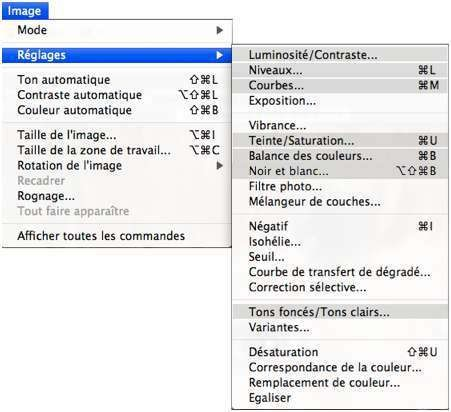 Image
Mode
Réglages
Ton automatique ⇧⌘L
Contraste automatique ⌥⇧⌘L
Couleur automatique ⇧⌘B
Taille de l'image... ⌥⌘I
Taille de la zone de travail... ⌥⌘C
Rotation de l'image
Recadrer
Rognage...
Tout faire apparaître
Afficher toutes les commandes
Luminosité/Contraste...
Niveaux... ⌘L
Courbes... ⌘M
Exposition...
Vibrance...
Teinte/Saturation... ⌘U
Balance des couleurs... ⌘B
Noir et blanc... ⌥⇧⌘B
Filtre photo...
Mélangeur de couches...
Négatif ⌘I
Isohélie...
Seuil...
Courbe de transfert de dégradé...
Correction sélective...
Tons foncés/Tons clairs...
Variantes...
Désaturation ⇧⌘U
Correspondance de la couleur...
Remplacement de couleur...
Egaliser